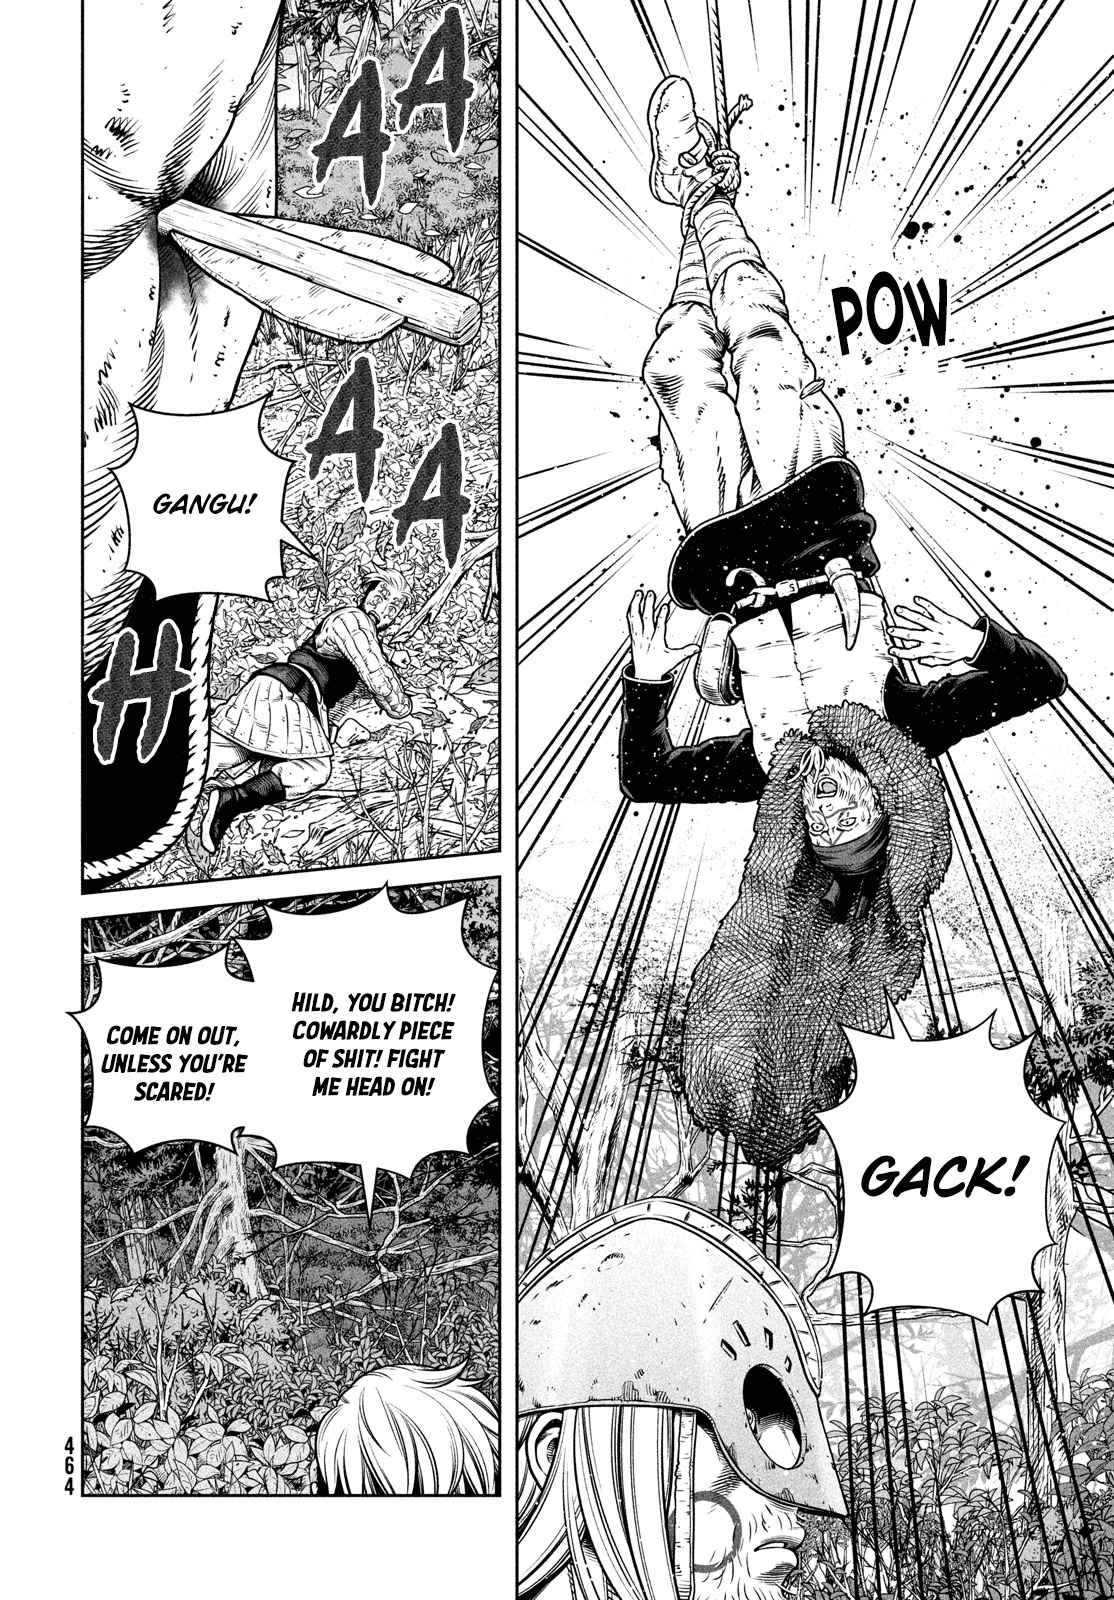 POW
GACK!
AA
AA
AA
H
GANGU!
HILD, YOU BITCH!
COWARDLY PIECE
OF SHIT! FIGHT
ME HEAD ON!
COME ON OUT,
UNLESS YOU'RE
SCARED!
464